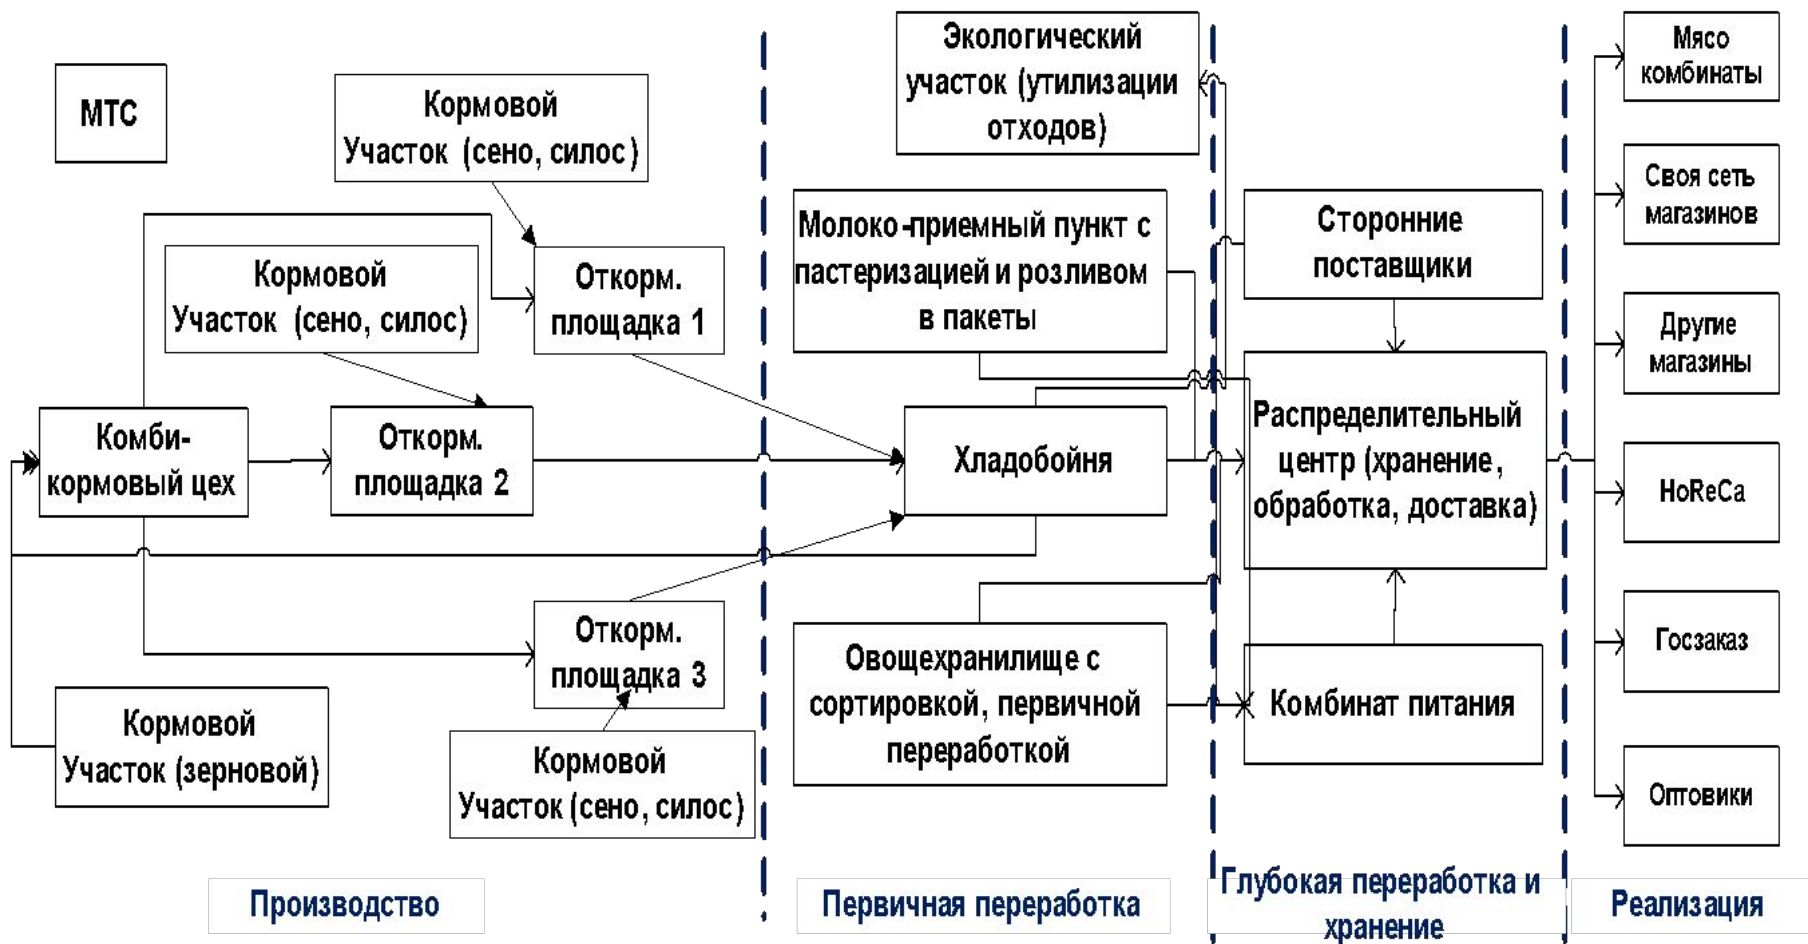 МТС
Кормовой
Участок (сено, силос)
Кормовой
Участок (сено, силос)
Откорм.
площадка 1
Комби-
кормовый цех
Откорм.
площадка 2
Откорм.
площадка 3
Кормовой
Участок (зерновой)
Кормовой
Участок (сено, силос)
Производство
Экологический
участок (утилизации
отходов)
Молоко-приемный пункт с
пастеризацией и розливом
в пакеты
Хладобойня
Овощехранилище с
сортировкой, первичной
переработкой
Первичная переработка
Сторонние
поставщики
Распределительный
центр (хранение,
обработка, доставка)
Комбинат питания
Глубокая переработка и
хранение
Мясо
комбинаты
Своя сеть
магазинов
Другие
магазины
HoReCa
Госзаказ
Оптовики
Реализация